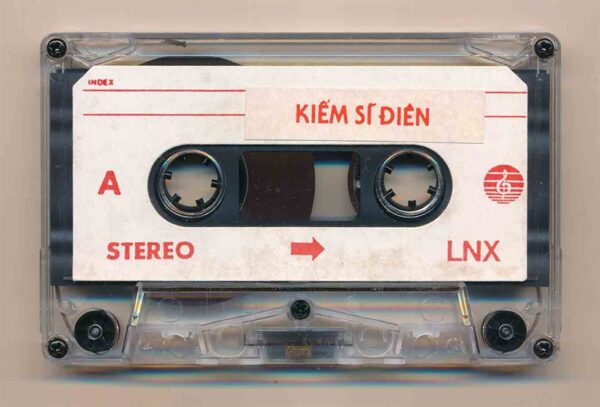 INDEX
KIẾM SĨ ĐIÊN
A
STEREO
LNX